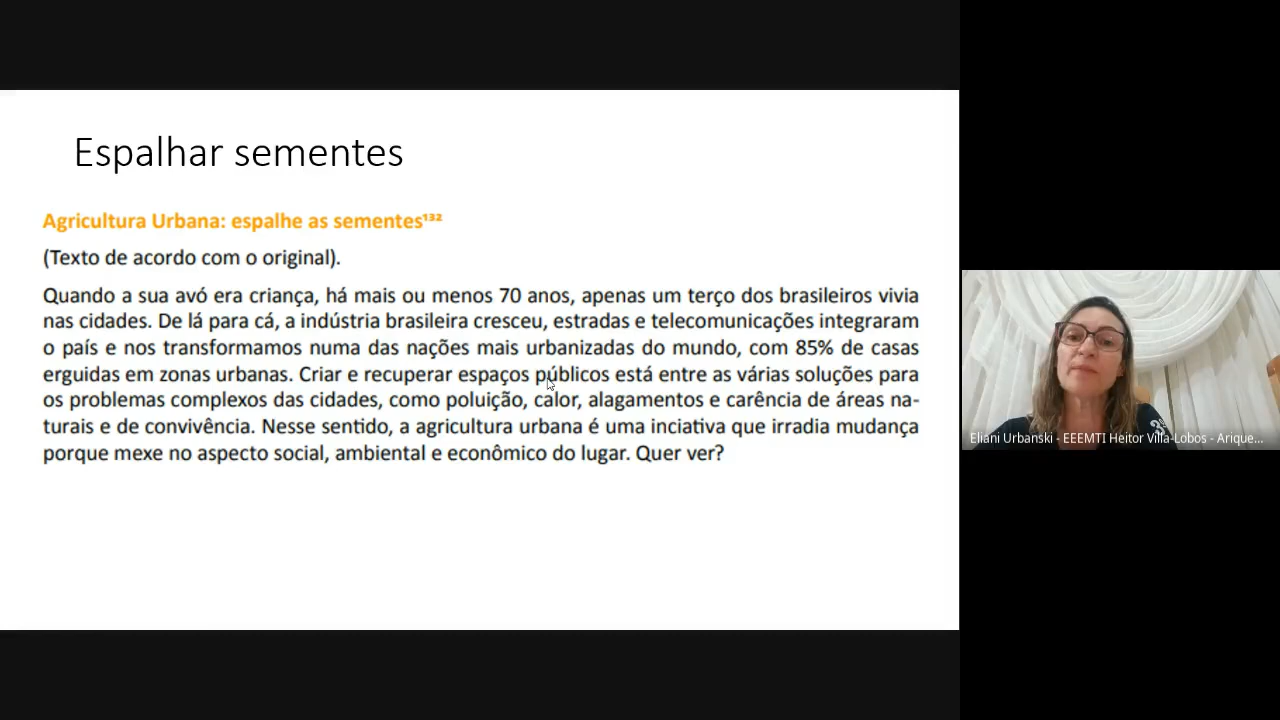 Espalhar sementes
Agricultura Urbana: espalhe as sementes¹³²
(Texto de acordo com o original).
Quando a sua avó era criança, há mais ou menos 70 anos, apenas um terço dos brasileiros vivia
nas cidades. De lá para cá, a indústria brasileira cresceu, estradas e telecomunicações integraram
o país e nos transformamos numa das nações mais urbanizadas do mundo, com 85% de casas
erguidas em zonas urbanas. Criar e recuperar espaços públicos está entre as várias soluções para
os problemas complexos das cidades, como poluição, calor, alagamentos e carência de áreas na-
turais e de convivência. Nesse sentido, a agricultura urbana é uma inciativa que irradia mudança
porque mexe no aspecto social, ambiental e econômico do lugar. Quer ver?
Eliani Urbanski - EEEMTI Heitor Villa-Lobos - Arique...